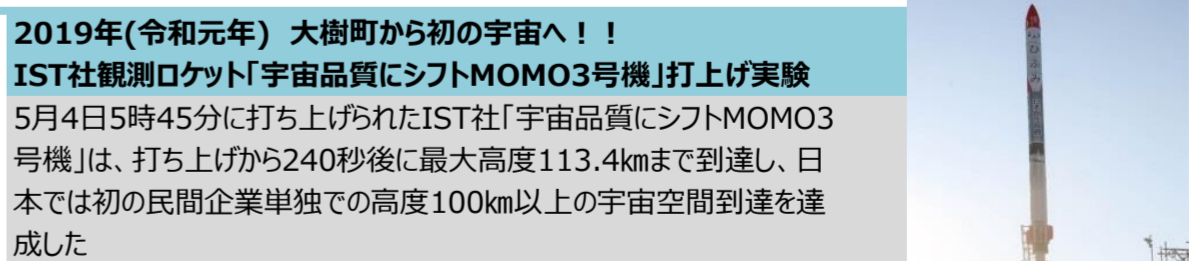 2019年(令和元年) 大樹町から初の宇宙へ！！
IST社観測ロケット「宇宙品質にシフトMOMO3号機」打上げ実験
5月4日5時45分に打ち上げられたIST社「宇宙品質にシフトMOMO3
号機」は、打ち上げから240秒後に最大高度113.4㎞まで到達し、日
本では初の民間企業単独での高度100㎞以上の宇宙空間到達を達
成した
ひふみ